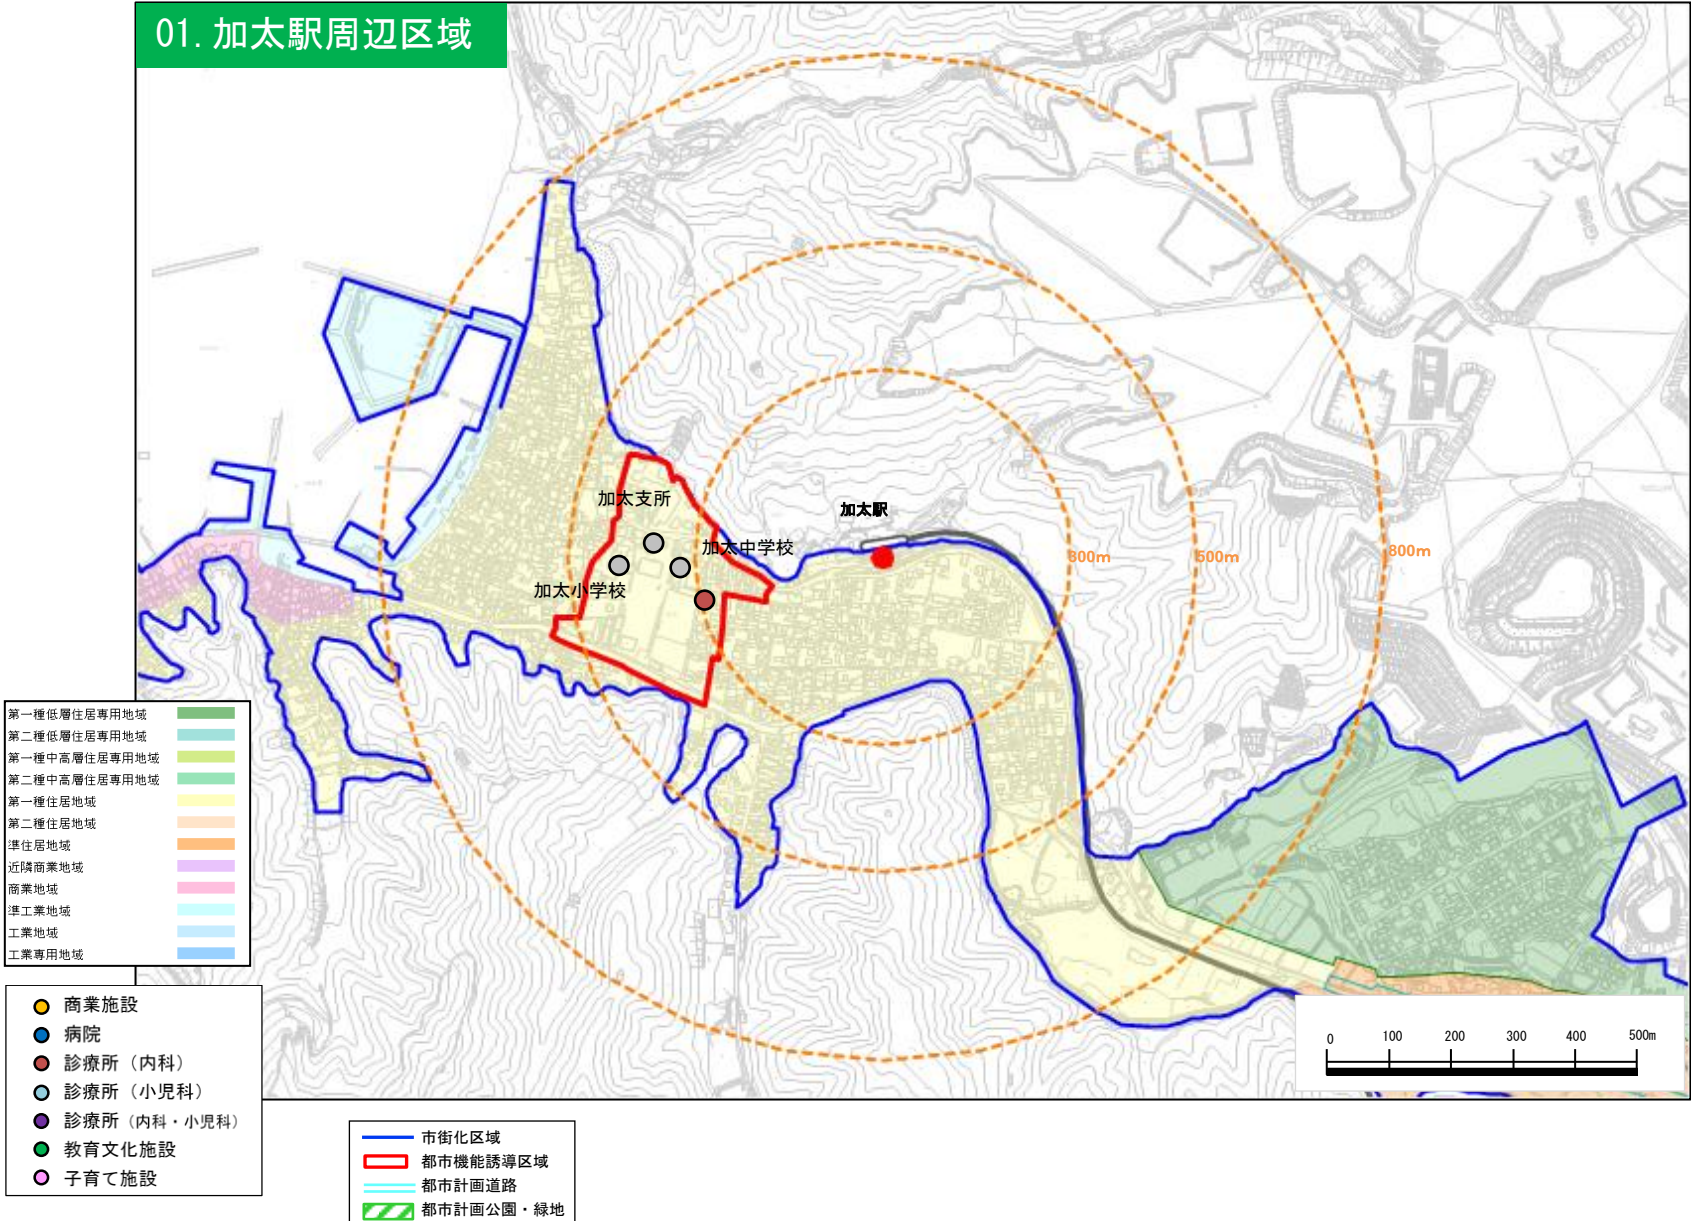 01.加太駅周辺区域
加太支所
加太駅
加太中学校
300m
500m
800m
加太小学校
第一種低層住居専用地域
第二種低層住居専用地域
第一種中高層住居専用地域
第二種中高層住居専用地域
第一種住居地域
第二種住居地域
準住居地域
近隣商業地域
商業地域
準工業地域
工業地域
工業専用地域
商業施設
病院
診療所（内科）
診療所（小児科）
診療所（内科・小児科）
教育文化施設
子育て施設
0 100 200 300 400 500m
市街化区域
都市機能誘導区域
都市計画道路
都市計画公園・緑地